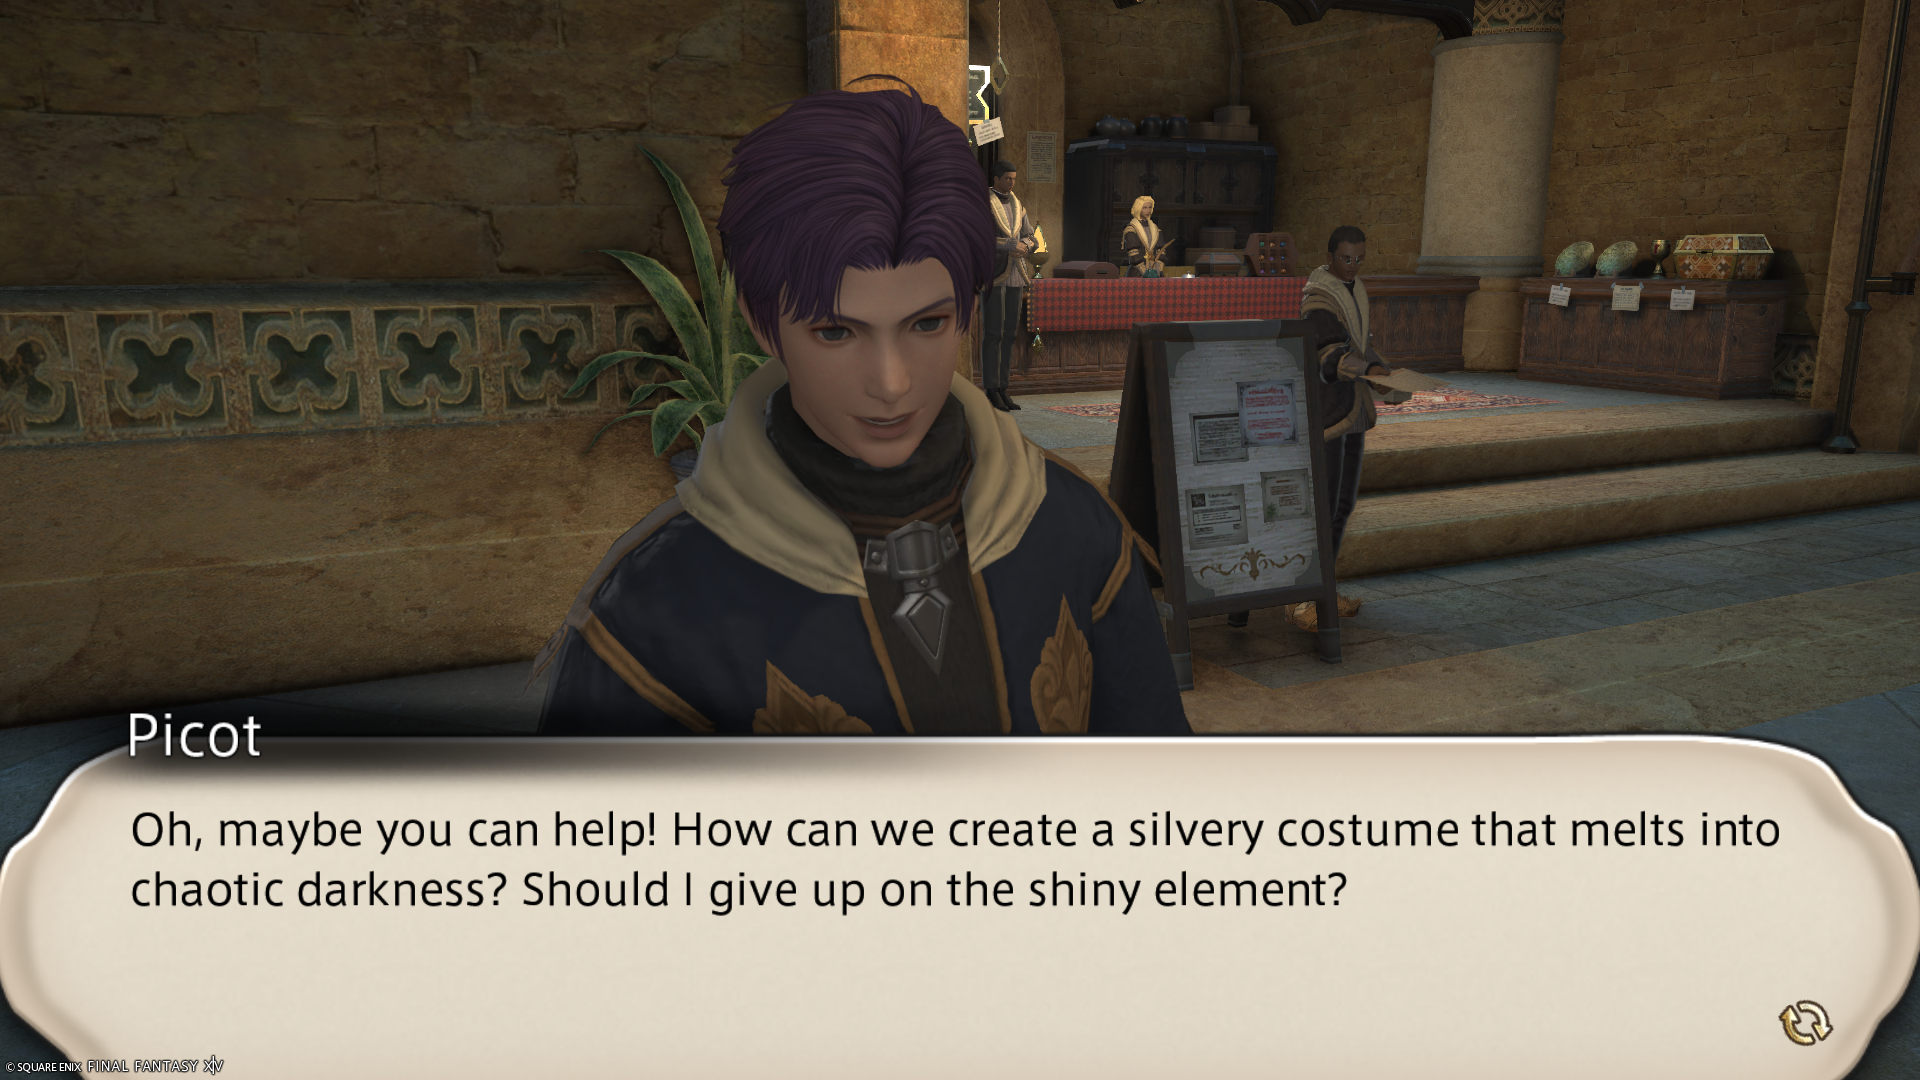 Picot
Oh, maybe you can help! How can we create a silvery costume that melts into
chaotic darkness? Should I give up on the shiny element?
© SQUARE ENIX FINAL FANTASY XIV